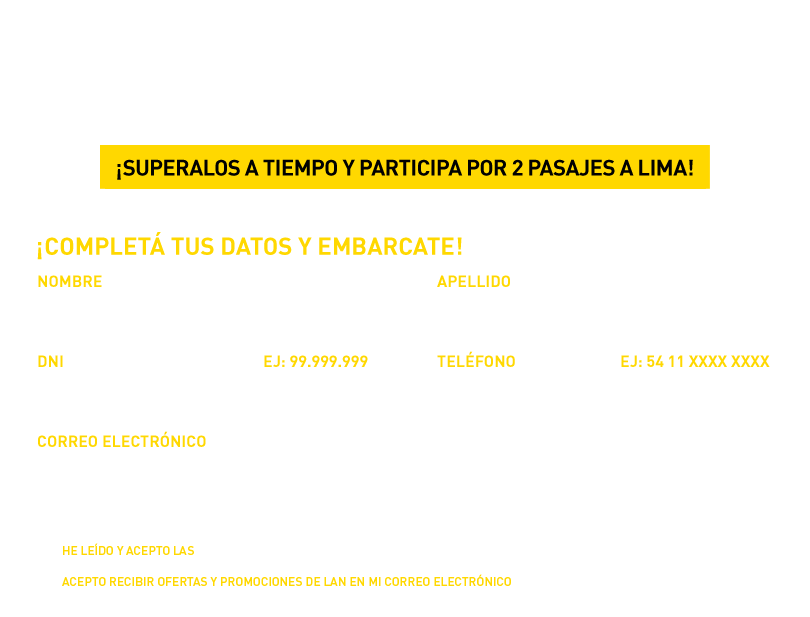 ¡SUPERALOS A TIEMPO Y PARTICIPA POR 2 PASAJES A LIMA!
¡COMPLETÁ TUS DATOS Y EMBARCATE!
NOMBRE APELLIDO
DNI EJ: 99.999.999 TELÉFONO EJ: 54 11 XXXX XXXX
CORREO ELECTRÓNICO
HE LEÍDO Y ACEPTO LAS
ACEPTO RECIBIR OFERTAS Y PROMOCIONES DE LAN EN MI CORREO ELECTRÓNICO